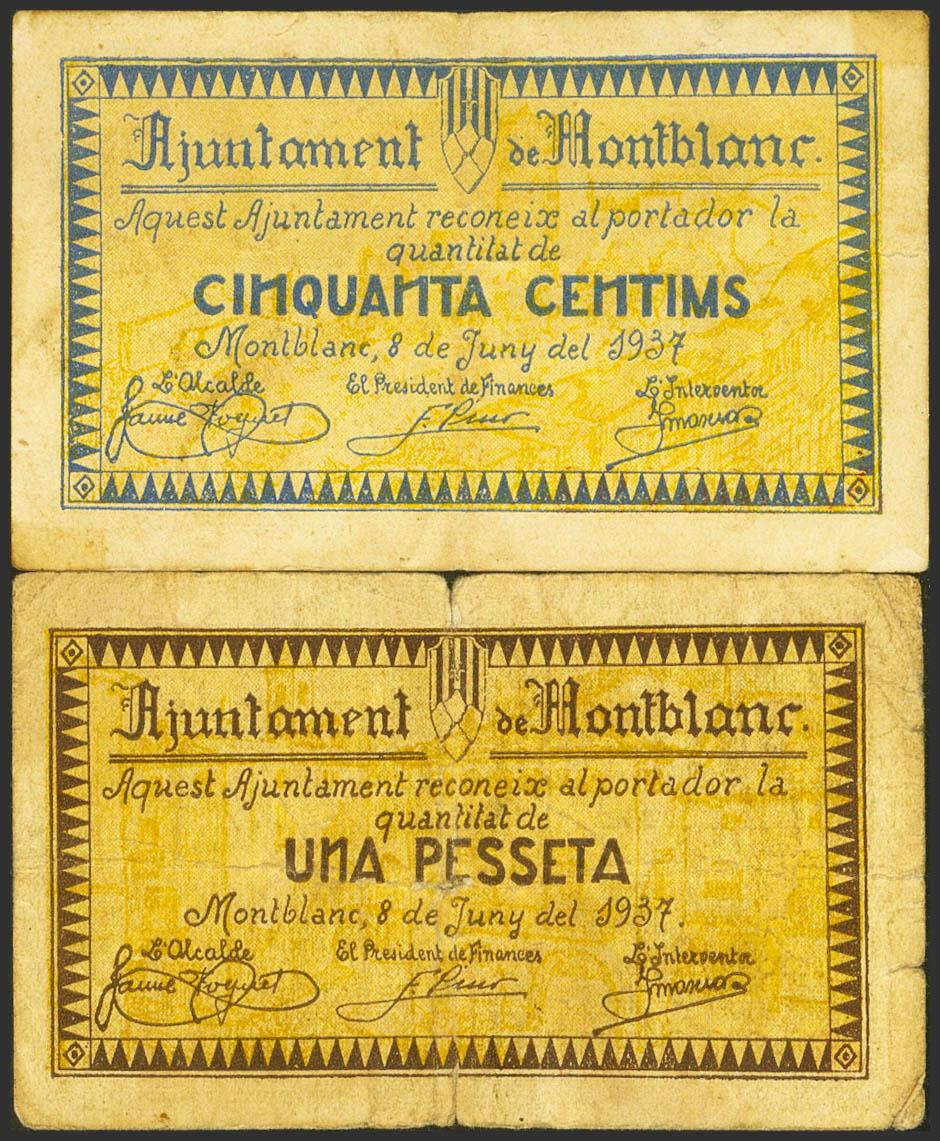 Ajuntament de Montblanc.
Aquest Ajuntament reconeix al portador la
quantitat de
CINQUANTA CENTIMS
Montblanc, 8 de Juny del 1937
L'Alcalde El President de Finances L'Interventor
Ajuntament de Montblanc.
Aquest Ajuntament reconeix al portador la
quantitat de
UNA PESSETA
Montblanc, 8 de Juny del 1937.
L'Alcalde El President de Finances L'Interventor